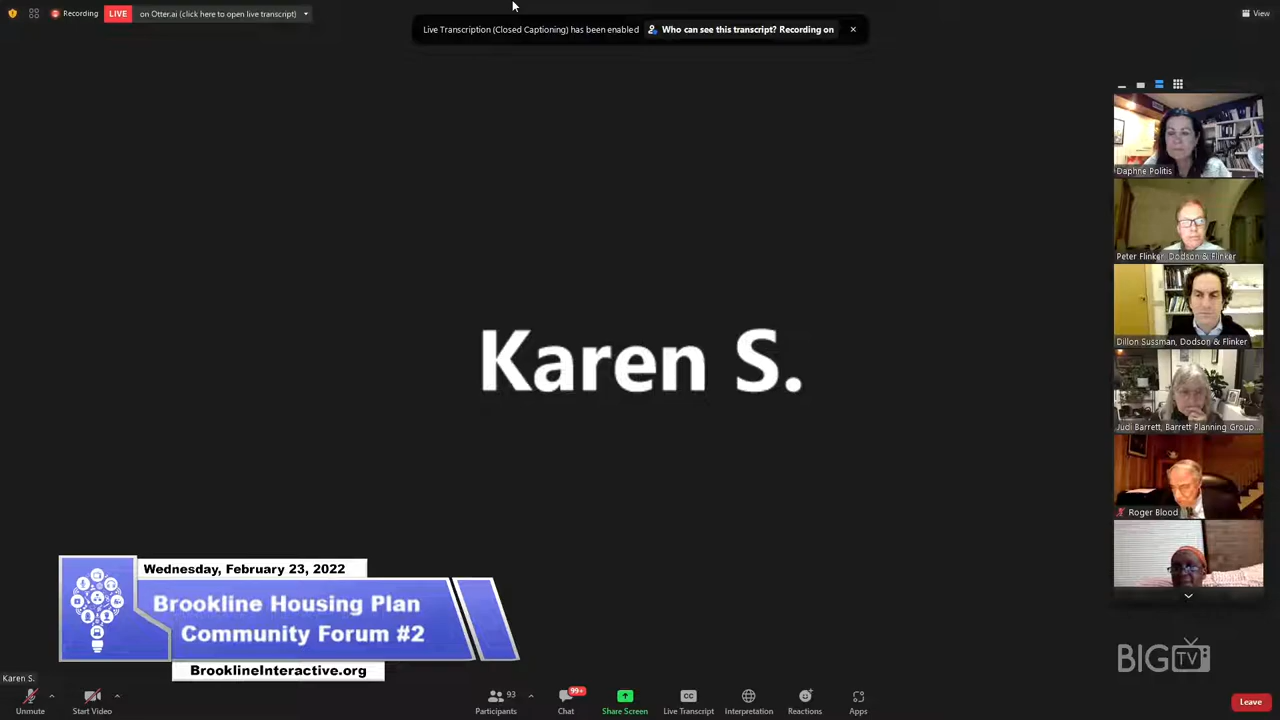 Recording
LIVE
on Otter.ai (click here to open live transcript)
View
Live Transcription (Closed Captioning) has been enabled
Who can see this transcript? Recording on
Daphne Politis
Peter Flinker, Dodson & Flinker
Dillon Sussman, Dodson & Flinker
Judi Barrett, Barrett Planning Group...
Roger Blood
Karen S.
Wednesday, February 23, 2022
Brookline Housing Plan
Community Forum #2
BrooklineInteractive.org
BIG TV
Karen S.
Unmute
Start Video
Participants
93
Chat
99+
Share Screen
CC
Live Transcript
Interpretation
Reactions
Apps
Leave